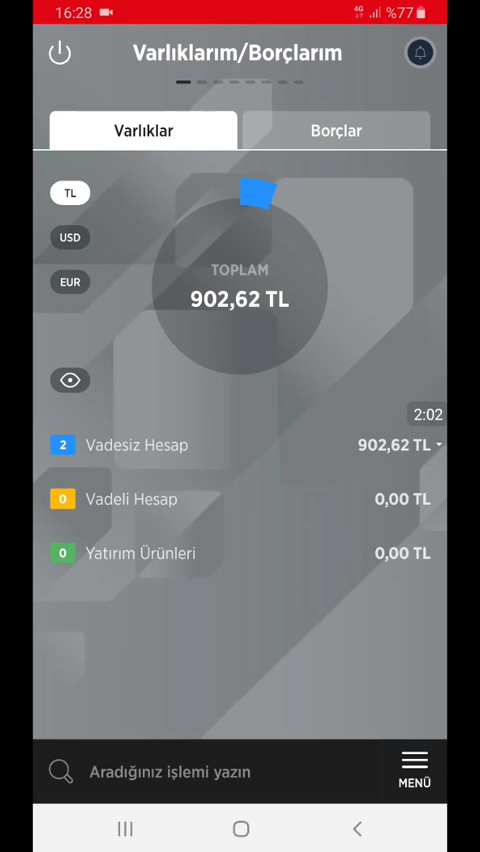 16:28 4G %77
Varlıklarım/Borçlarım
Varlıklar Borçlar
TL
USD
EUR
TOPLAM
902,62 TL
2:02
2 Vadesiz Hesap 902,62 TL
0 Vadeli Hesap 0,00 TL
0 Yatırım Ürünleri 0,00 TL
Aradığınız işlemi yazın
MENÜ